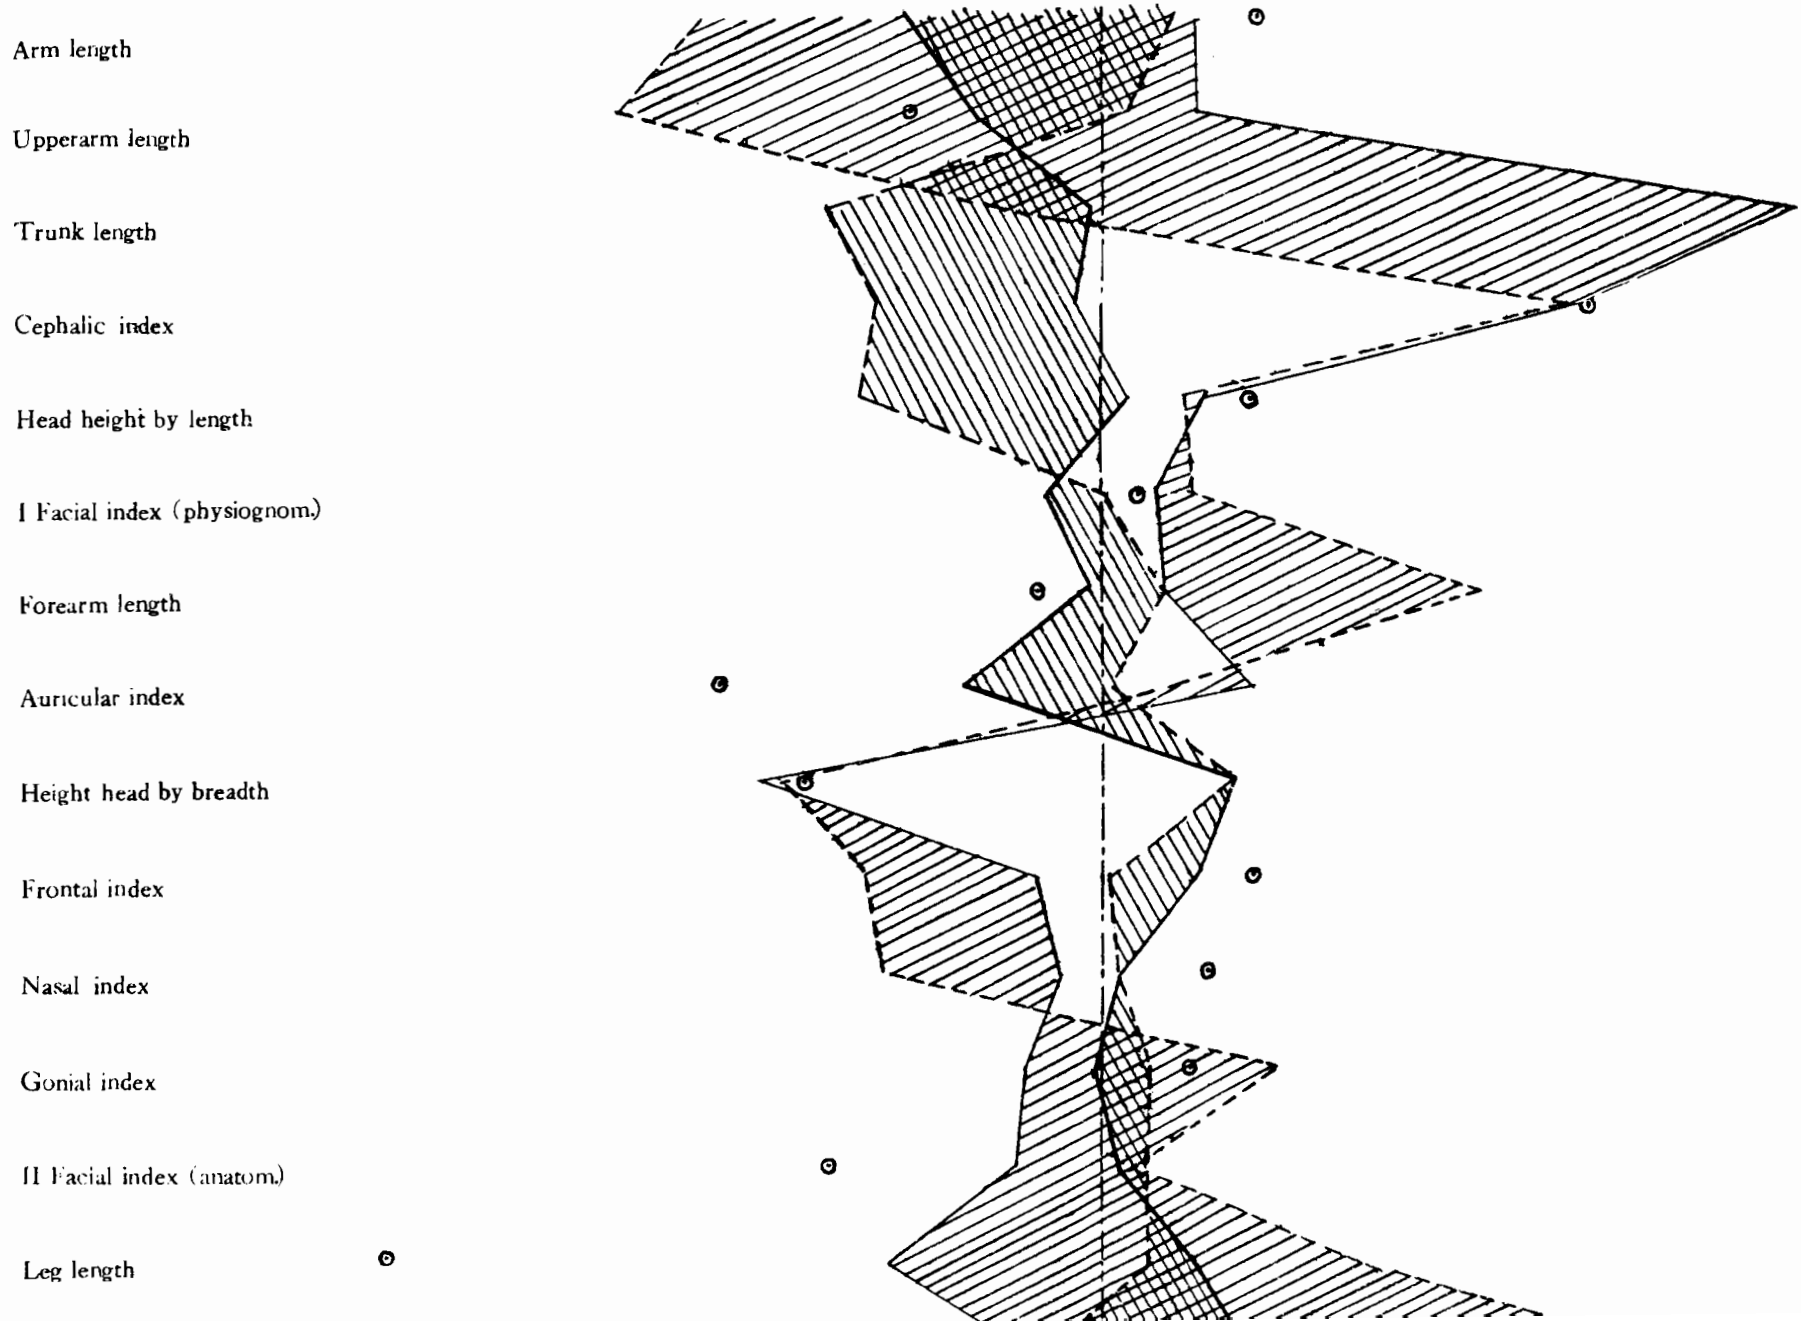 Arm length
Upperarm length
Trunk length
Cephalic index
Head height by length
I Facial index (physiognom.)
Forearm length
Auricular index
Height head by breadth
Frontal index
Nasal index
Gonial index
II Facial index (anatom.)
Leg length